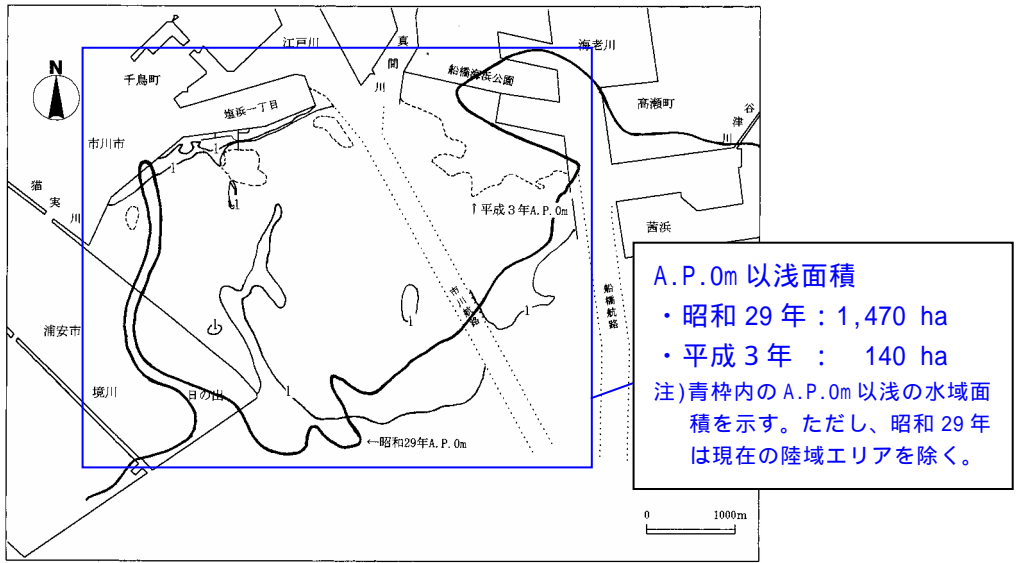 江戸川
真間川
海老川
N
千鳥町
船橋海浜公園
高瀬町
谷津川
塩浜一丁目
市川市
1
1
猫実川
↑平成3年A.P.0m
茜浜
A.P.0m 以浅面積
・昭和 29 年：1,470 ha
・平成 3 年 ： 140 ha
注)青枠内の A.P.0m 以浅の水域面
積を示す。ただし、昭和 29 年
は現在の陸域エリアを除く。
船橋航路
市川航路
1
1
1
浦安市
境川
日の出
1
←昭和29年A.P.0m
0 1000m